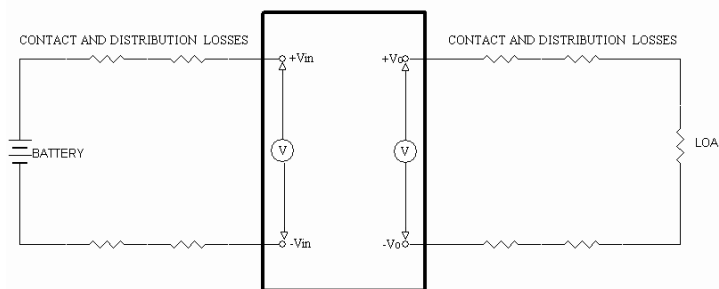 CONTACT AND DISTRIBUTION LOSSES
CONTACT AND DISTRIBUTION LOSSES
+Vin
+Vo
BATTERY
V
V
LOA
-Vin
-Vo